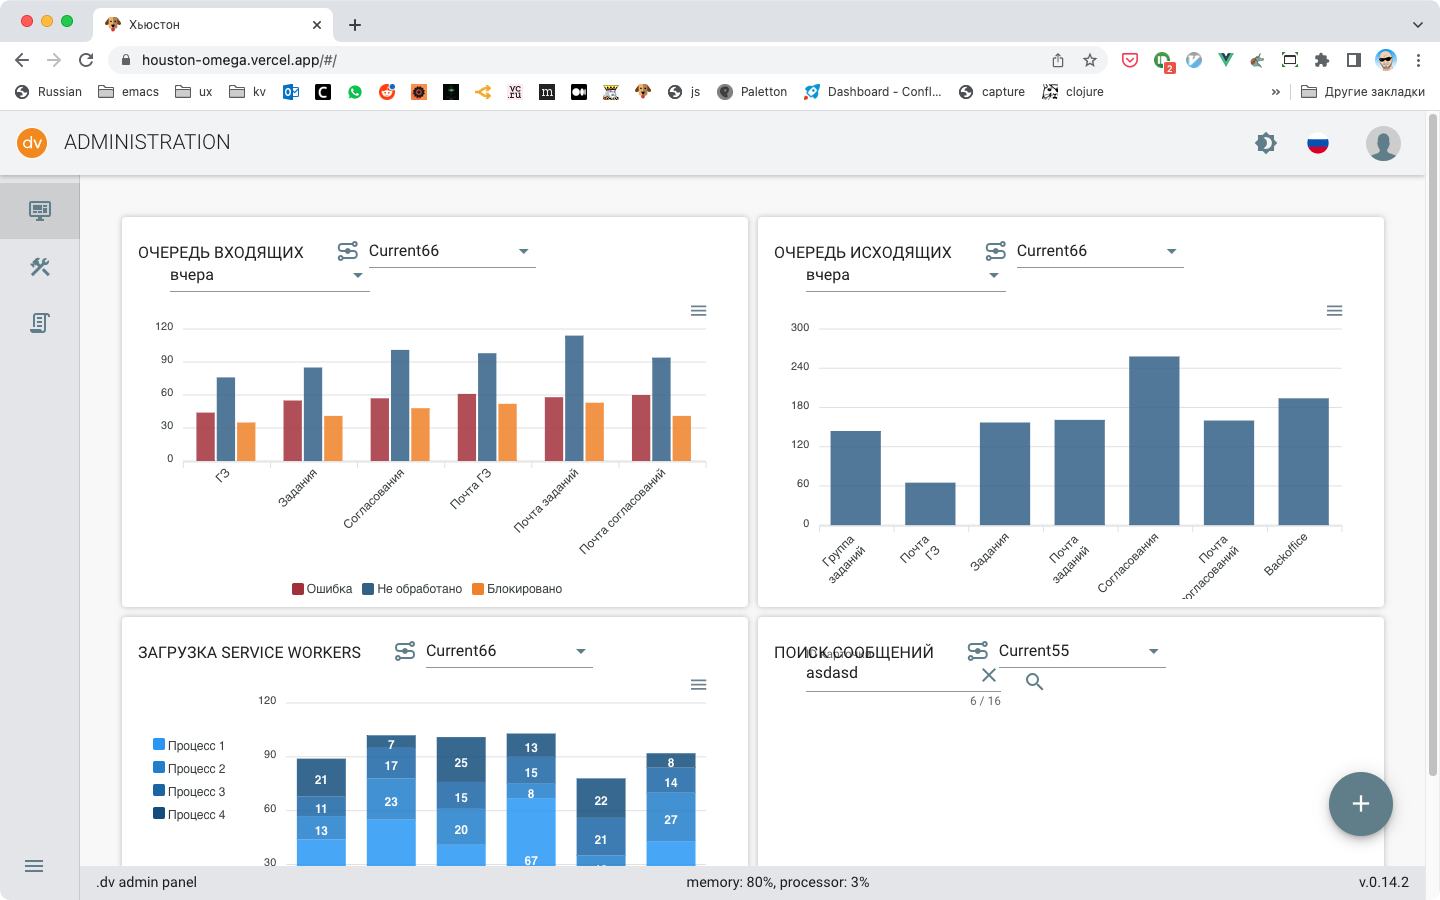 Хьюстон
houston-omega.vercel.app/#/
2
Russian
emacs
ux
kv
vc.ru
m
js
Paletton
Dashboard - Confl...
capture
clojure
»
Другие закладки
dv
ADMINISTRATION
ОЧЕРЕДЬ ВХОДЯЩИХ
Current66
вчера
120
90
60
30
0
ГЗ
Задания
Согласования
Почта ГЗ
Почта заданий
Почта согласований
Ошибка
Не обработано
Блокировано
ОЧЕРЕДЬ ИСХОДЯЩИХ
Current66
вчера
300
240
180
120
60
0
Группа
заданий
Почта
ГЗ
Задания
Почта
заданий
Согласования
Почта
огласований
Backoffice
ЗАГРУЗКА SERVICE WORKERS
Current66
Процесс 1
Процесс 2
Процесс 3
Процесс 4
120
90
60
30
21
11
13
7
17
23
25
15
20
13
15
8
67
22
21
8
14
27
ПОИСК СООБЩЕНИЙ
Current55
asdasd
6 / 16
+
.dv admin panel
memory: 80%, processor: 3%
v.0.14.2